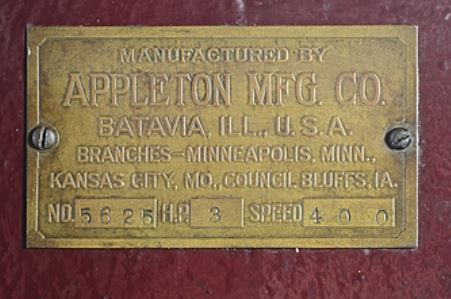 MANUFACTURED BY
APPLETON MFG. CO.
BATAVIA, ILL., U.S.A.
BRANCHES-MINNEAPOLIS, MINN.,
KANSAS CITY, MO., COUNCIL BLUFFS, IA.
NO. 5625 H.P. 3 SPEED 400